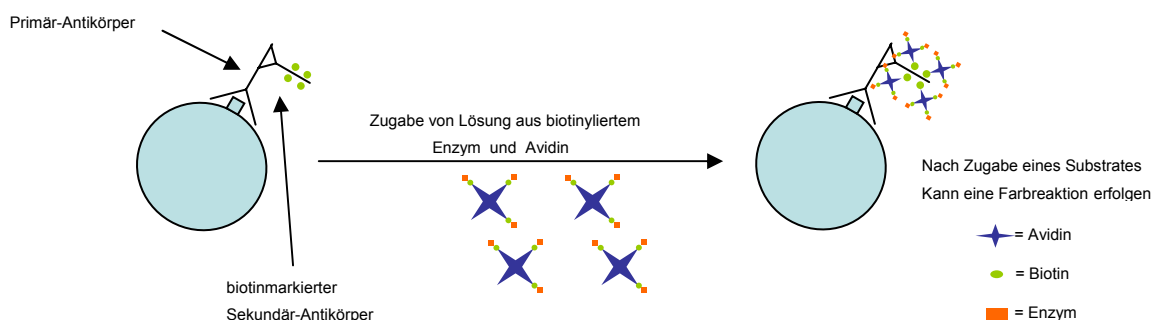 Primär-Antikörper
Zugabe von Lösung aus biotinyliertem
Enzym und Avidin
biotinmarkierter
Sekundär-Antikörper
Nach Zugabe eines Substrates
Kann eine Farbreaktion erfolgen
= Avidin
= Biotin
= Enzym